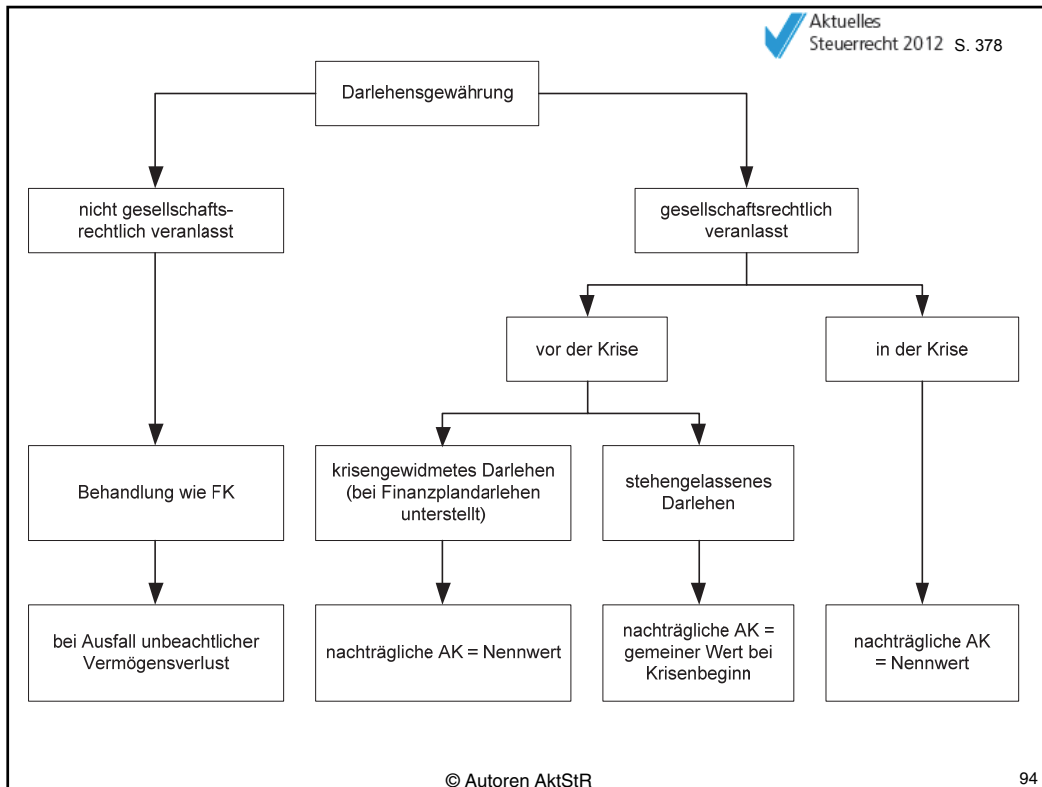 Aktuelles
Steuerrecht 2012 S. 378
Darlehensgewährung
nicht gesellschafts-
rechtlich veranlasst
gesellschaftsrechtlich
veranlasst
vor der Krise
in der Krise
Behandlung wie FK
krisengewidmetes Darlehen
(bei Finanzplandarlehen
unterstellt)
stehengelassenes
Darlehen
bei Ausfall unbeachtlicher
Vermögensverlust
nachträgliche AK = Nennwert
nachträgliche AK =
gemeiner Wert bei
Krisenbeginn
nachträgliche AK
= Nennwert
© Autoren AktStR
94